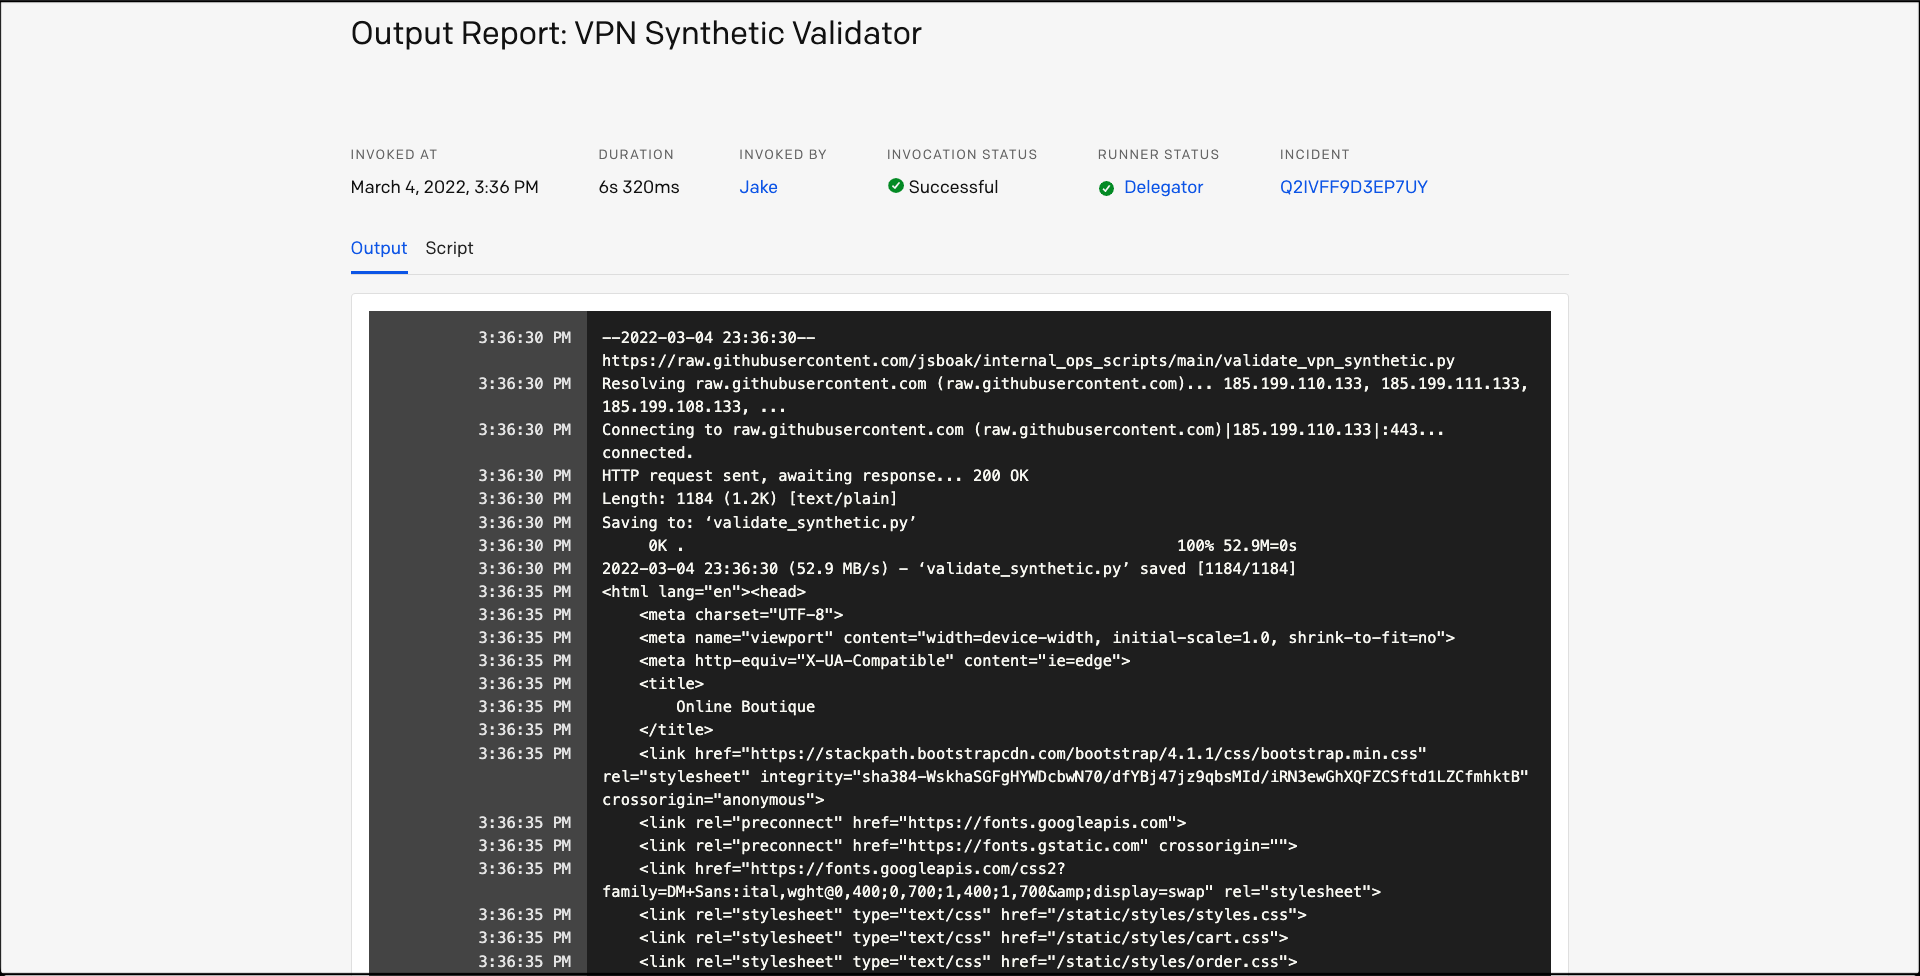 Output Report: VPN Synthetic Validator
INVOKED AT DURATION INVOKED BY INVOCATION STATUS RUNNER STATUS INCIDENT
March 4, 2022, 3:36 PM 6s 320ms Jake Successful Delegator Q2IVFF9D3EP7UY
Output Script
3:36:30 PM --2022-03-04 23:36:30--
https://raw.githubusercontent.com/jsboak/internal_ops_scripts/main/validate_vpn_synthetic.py
3:36:30 PM Resolving raw.githubusercontent.com (raw.githubusercontent.com)... 185.199.110.133, 185.199.111.133,
185.199.108.133, ...
3:36:30 PM Connecting to raw.githubusercontent.com (raw.githubusercontent.com)|185.199.110.133|:443...
connected.
3:36:30 PM HTTP request sent, awaiting response... 200 OK
3:36:30 PM Length: 1184 (1.2K) [text/plain]
3:36:30 PM Saving to: ‘validate_synthetic.py’
3:36:30 PM 0K . 100% 52.9M=0s
3:36:30 PM 2022-03-04 23:36:30 (52.9 MB/s) - ‘validate_synthetic.py’ saved [1184/1184]
3:36:35 PM <html lang="en"><head>
3:36:35 PM <meta charset="UTF-8">
3:36:35 PM <meta name="viewport" content="width=device-width, initial-scale=1.0, shrink-to-fit=no">
3:36:35 PM <meta http-equiv="X-UA-Compatible" content="ie=edge">
3:36:35 PM <title>
3:36:35 PM Online Boutique
3:36:35 PM </title>
3:36:35 PM <link href="https://stackpath.bootstrapcdn.com/bootstrap/4.1.1/css/bootstrap.min.css"
rel="stylesheet" integrity="sha384-WskhaSGFgHYWDcbwN70/dfYBj47jz9qbsMId/iRN3ewGhXQFZCSftd1LZCfmhktB"
crossorigin="anonymous">
3:36:35 PM <link rel="preconnect" href="https://fonts.googleapis.com">
3:36:35 PM <link rel="preconnect" href="https://fonts.gstatic.com" crossorigin="">
3:36:35 PM <link href="https://fonts.googleapis.com/css2?
family=DM+Sans:ital,wght@0,400;0,700;1,400;1,700&amp;display=swap" rel="stylesheet">
3:36:35 PM <link rel="stylesheet" type="text/css" href="/static/styles/styles.css">
3:36:35 PM <link rel="stylesheet" type="text/css" href="/static/styles/cart.css">
3:36:35 PM <link rel="stylesheet" type="text/css" href="/static/styles/order.css">